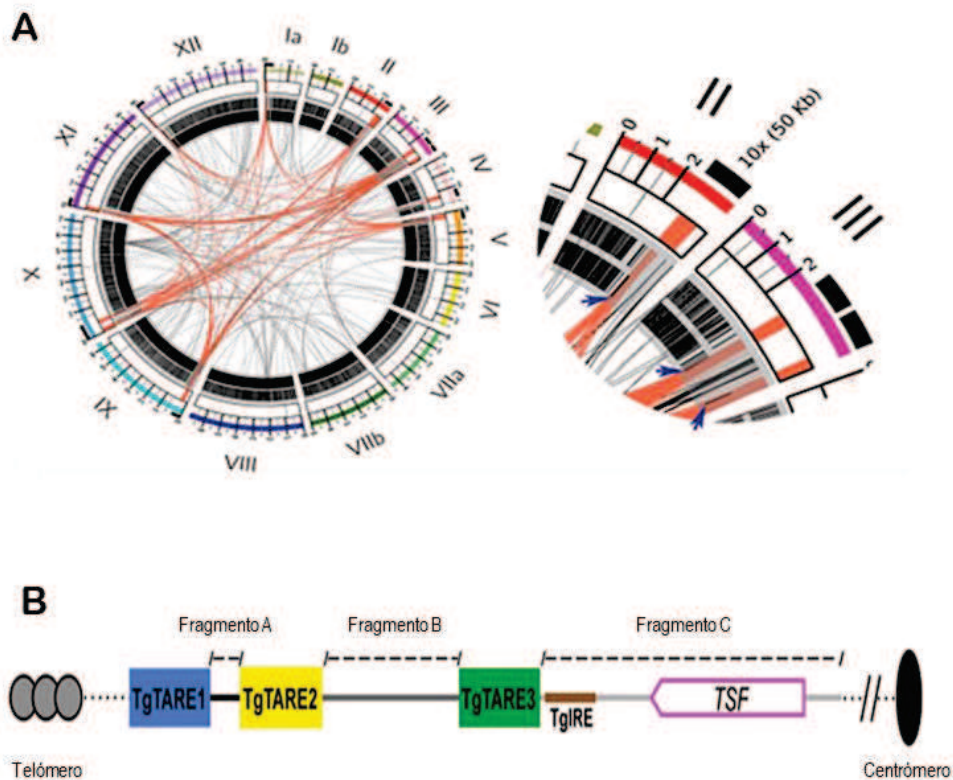 A
Ia
Ib
II
III
IV
V
VI
VIIa
VIIb
VIII
IX
X
XI
XII
II
0
1
2
10x (50 Kb)
III
0
1
2
B
Fragmento A
Fragmento B
Fragmento C
TgTARE1
TgTARE2
TgTARE3
TgIRE
TSF
Telómero
Centrómero